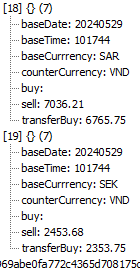 [18] {} (7)
baseDate: 20240529
baseTime: 101744
baseCurrrency: SAR
counterCurrency: VND
buy:
sell: 7036.21
transferBuy: 6765.75
[19] {} (7)
baseDate: 20240529
baseTime: 101744
baseCurrrency: SEK
counterCurrency: VND
buy:
sell: 2453.68
transferBuy: 2353.75